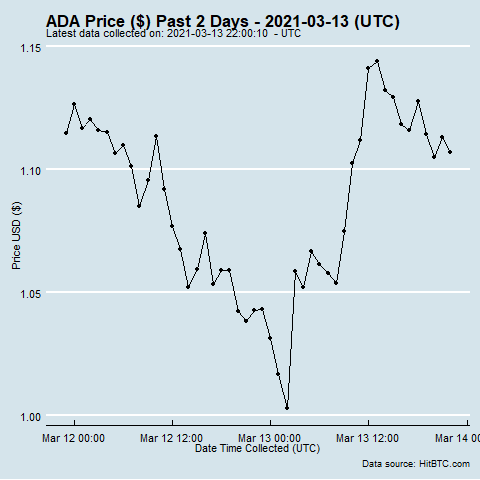 ADA Price ($) Past 2 Days - 2021-03-13 (UTC)
Latest data collected on: 2021-03-13 22:00:10 - UTC
1.15
1.10
1.05
1.00
Price USD ($)
Mar 12 00:00 Mar 12 12:00 Mar 13 00:00 Mar 13 12:00 Mar 14 0
Date Time Collected (UTC)
Data source: HitBTC.com